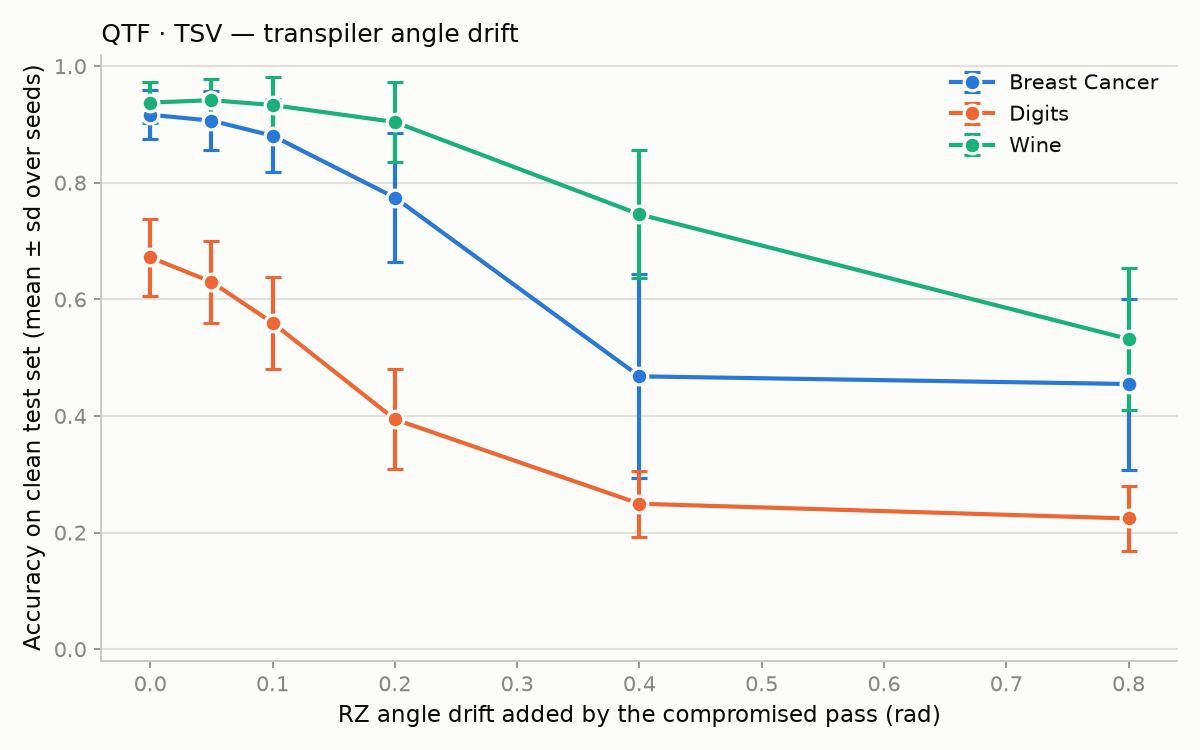 QTF · TSV — transpiler angle drift
Accuracy on clean test set (mean ± sd over seeds)
1.0
0.8
0.6
0.4
0.2
0.0
Breast Cancer
Digits
Wine
0.0 0.1 0.2 0.3 0.4 0.5 0.6 0.7 0.8
RZ angle drift added by the compromised pass (rad)